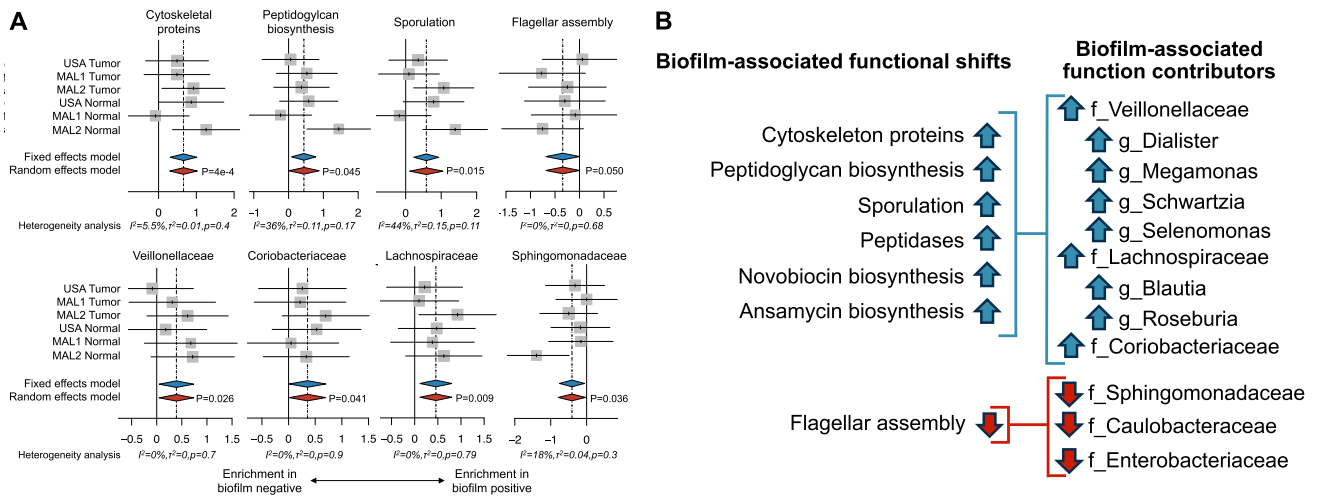 A
Cytoskeletal
proteins
Peptidogylcan
biosynthesis
Sporulation
Flagellar assembly
USA Tumor
MAL1 Tumor
MAL2 Tumor
USA Normal
MAL1 Normal
MAL2 Normal
Fixed effects model
Random effects model
P=4e-4
P=0.045
P=0.015
P=0.050
0 1 2
−1 0 1 2
0 1 2
-1.5 −1 −0.5 0 0.5
Heterogeneity analysis
I²=5.5%,τ²=0.01,p=0.4
I²=36%,τ²=0.11,p=0.17
I²=44%,τ²=0.15,p=0.11
I²=0%,τ²=0,p=0.68
Veillonellaceae
Coriobacteriaceae
Lachnospiraceae
Sphingomonadaceae
USA Tumor
MAL1 Tumor
MAL2 Tumor
USA Normal
MAL1 Normal
MAL2 Normal
Fixed effects model
Random effects model
P=0.026
P=0.041
P=0.009
P=0.036
−0.5 0 0.5 1 1.5
−0.5 0 0.5 1 1.5
−0.5 0 0.5 1 1.5
−2 −1 0
Heterogeneity analysis
I²=0%,τ²=0,p=0.7
I²=0%,τ²=0,p=0.9
I²=0%,τ²=0,p=0.79
I²=18%,τ²=0.04,p=0.3
Enrichment in
biofilm negative
Enrichment in
biofilm positive
B
Biofilm-associated functional shifts
Biofilm-associated
function contributors
Cytoskeleton proteins
Peptidoglycan biosynthesis
Sporulation
Peptidases
Novobiocin biosynthesis
Ansamycin biosynthesis
f_Veillonellaceae
g_Dialister
g_Megamonas
g_Schwartzia
g_Selenomonas
f_Lachnospiraceae
g_Blautia
g_Roseburia
f_Coriobacteriaceae
Flagellar assembly
f_Sphingomonadaceae
f_Caulobacteraceae
f_Enterobacteriaceae